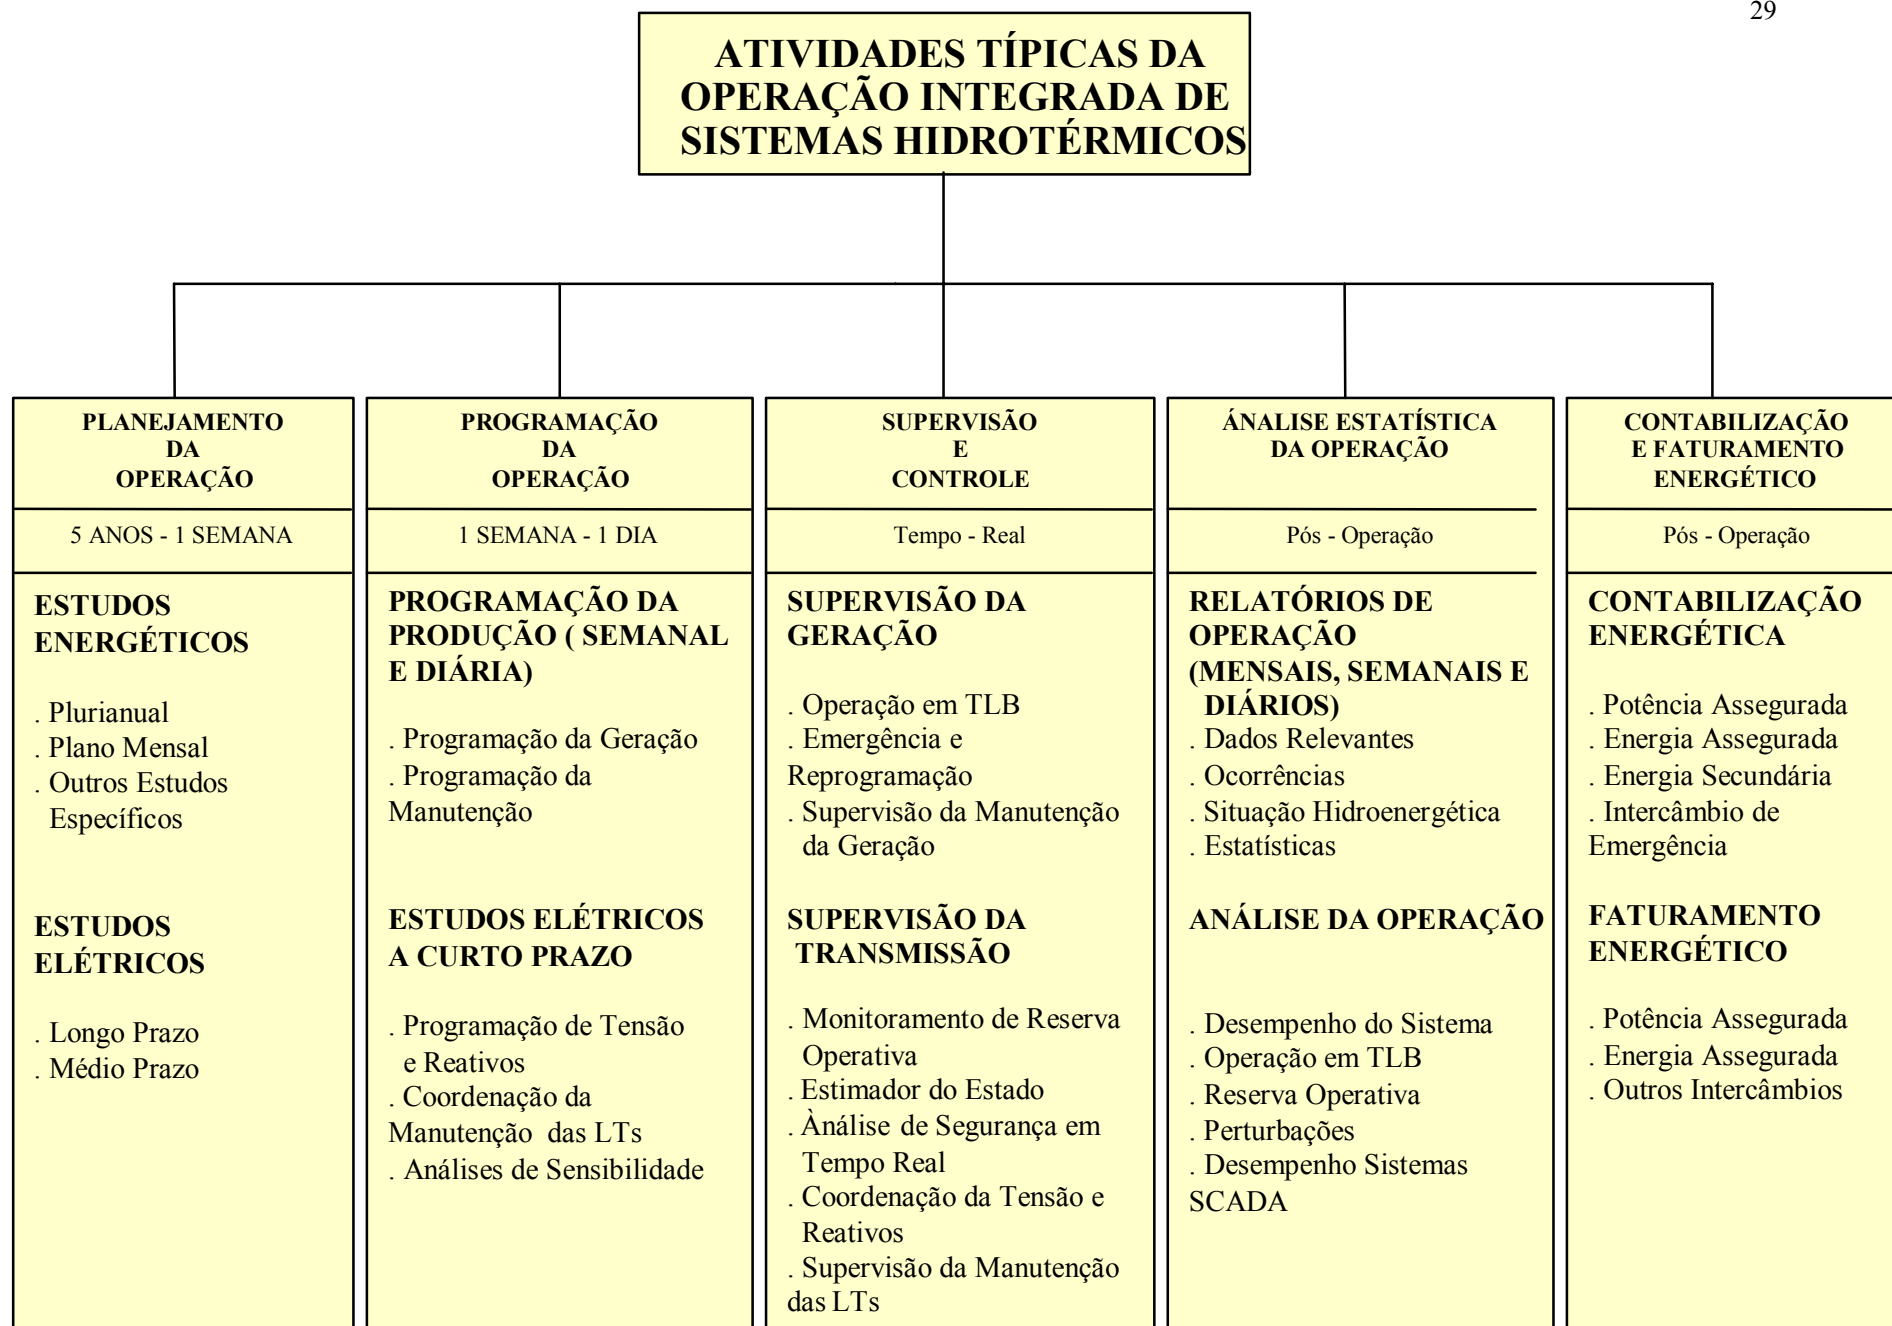 29
ATIVIDADES TÍPICAS DA
OPERAÇÃO INTEGRADA DE
SISTEMAS HIDROTÉRMICOS
PLANEJAMENTO
DA
OPERAÇÃO
5 ANOS - 1 SEMANA
ESTUDOS
ENERGÉTICOS
. Plurianual
. Plano Mensal
. Outros Estudos
Específicos
ESTUDOS
ELÉTRICOS
. Longo Prazo
. Médio Prazo
PROGRAMAÇÃO
DA
OPERAÇÃO
1 SEMANA - 1 DIA
PROGRAMAÇÃO DA
PRODUÇÃO ( SEMANAL
E DIÁRIA)
. Programação da Geração
. Programação da
Manutenção
ESTUDOS ELÉTRICOS
A CURTO PRAZO
. Programação de Tensão
e Reativos
. Coordenação da
Manutenção das LTs
. Análises de Sensibilidade
SUPERVISÃO
E
CONTROLE
Tempo - Real
SUPERVISÃO DA
GERAÇÃO
. Operação em TLB
. Emergência e
Reprogramação
. Supervisão da Manutenção
da Geração
SUPERVISÃO DA
TRANSMISSÃO
. Monitoramento de Reserva
Operativa
. Estimador do Estado
. Ànálise de Segurança em
Tempo Real
. Coordenação da Tensão e
Reativos
. Supervisão da Manutenção
das LTs
ÁNALISE ESTATÍSTICA
DA OPERAÇÃO
Pós - Operação
RELATÓRIOS DE
OPERAÇÃO
(MENSAIS, SEMANAIS E
DIÁRIOS)
. Dados Relevantes
. Ocorrências
. Situação Hidroenergética
. Estatísticas
ANÁLISE DA OPERAÇÃO
. Desempenho do Sistema
. Operação em TLB
. Reserva Operativa
. Perturbações
. Desempenho Sistemas
SCADA
CONTABILIZAÇÃO
E FATURAMENTO
ENERGÉTICO
Pós - Operação
CONTABILIZAÇÃO
ENERGÉTICA
. Potência Assegurada
. Energia Assegurada
. Energia Secundária
. Intercâmbio de
Emergência
FATURAMENTO
ENERGÉTICO
. Potência Assegurada
. Energia Assegurada
. Outros Intercâmbios